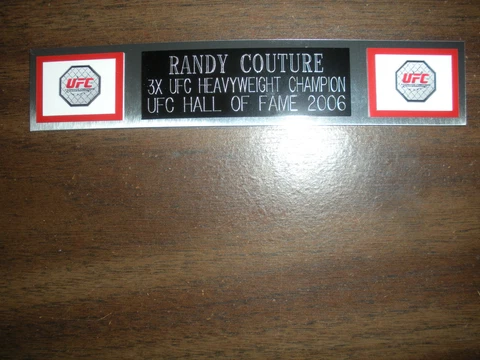 UFC
RANDY COUTURE
3X UFC HEAVYWEIGHT CHAMPION
UFC HALL OF FAME 2006
UFC